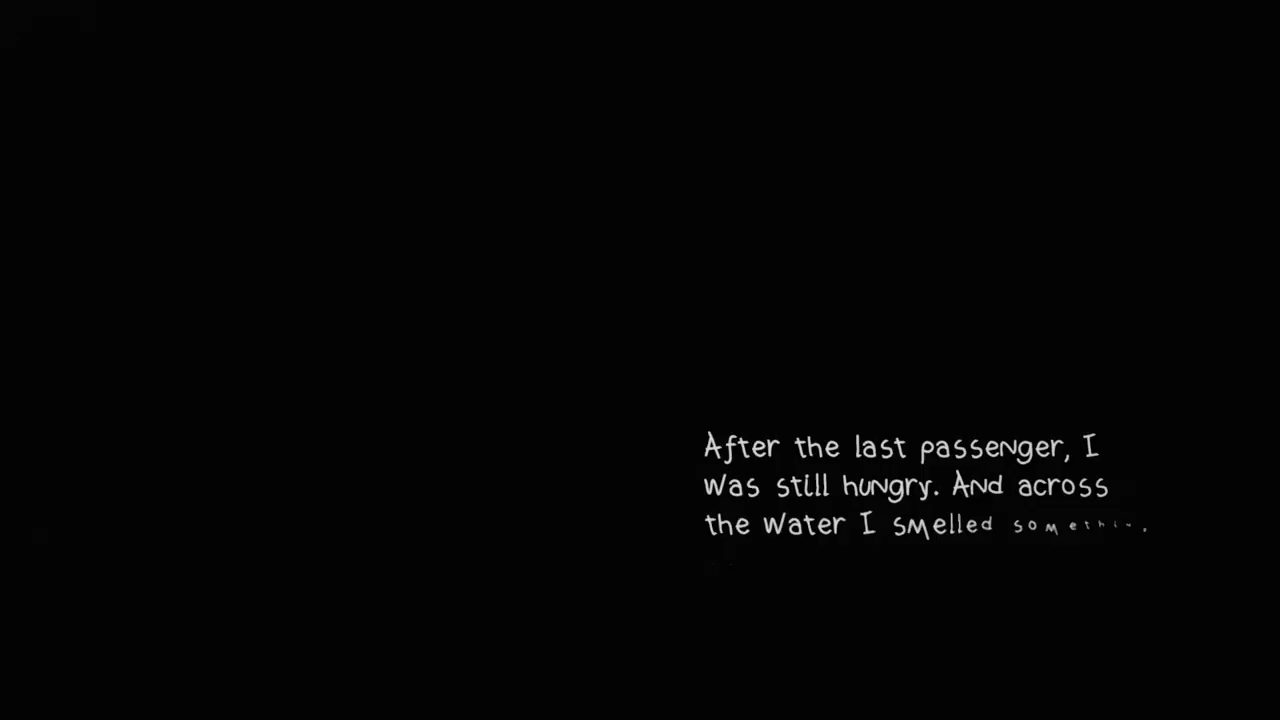 After the last passenger, I
was still hungry. And across
the water I smelled